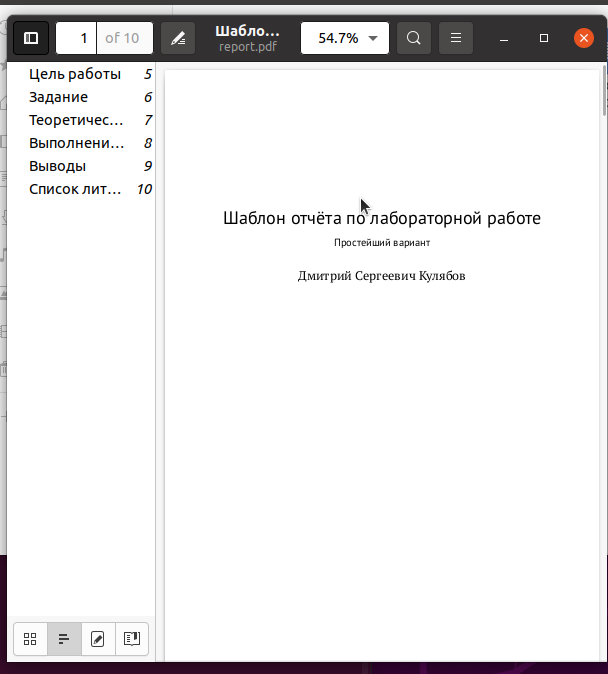 1 of 10
Шабло…
report.pdf
54.7%
Цель работы 5
Задание 6
Теоретичес… 7
Выполнени… 8
Выводы 9
Список лит… 10
Шаблон отчёта по лабораторной работе
Простейший вариант
Дмитрий Сергеевич Кулябов